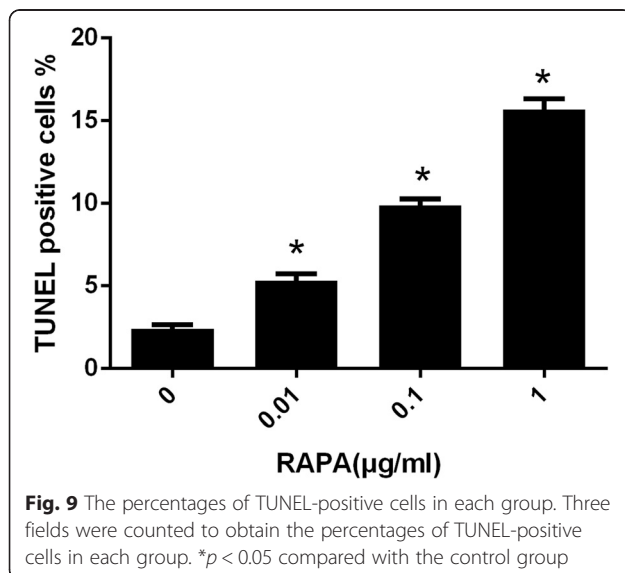 20
15
10
5
0
TUNEL positive cells %
*
*
*
0
0.01
0.1
1
RAPA(µg/ml)
Fig. 9 The percentages of TUNEL-positive cells in each group. Three
fields were counted to obtain the percentages of TUNEL-positive
cells in each group. *p < 0.05 compared with the control group